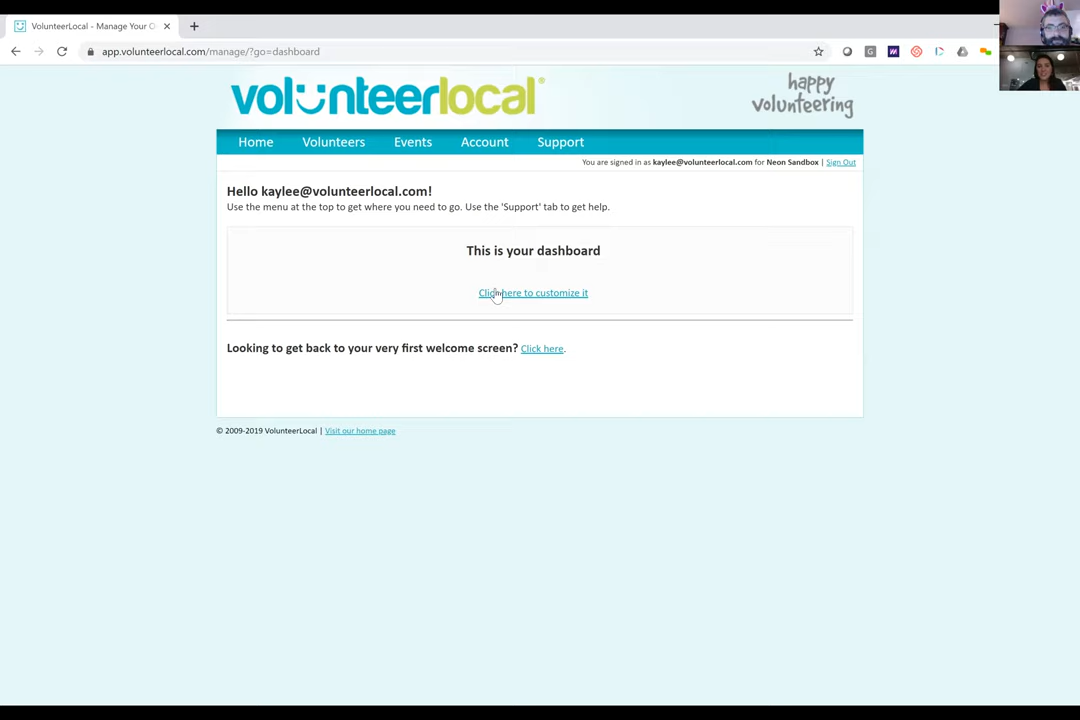 VolunteerLocal - Manage Your
app.volunteerlocal.com/manage/?go=dashboard
volunteerlocal®
happy
volunteering
Home Volunteers Events Account Support
You are signed in as kaylee@volunteerlocal.com for Neon Sandbox | Sign Out
Hello kaylee@volunteerlocal.com!
Use the menu at the top to get where you need to go. Use the 'Support' tab to get help.
This is your dashboard
Click here to customize it
Looking to get back to your very first welcome screen? Click here.
© 2009-2019 VolunteerLocal | Visit our home page